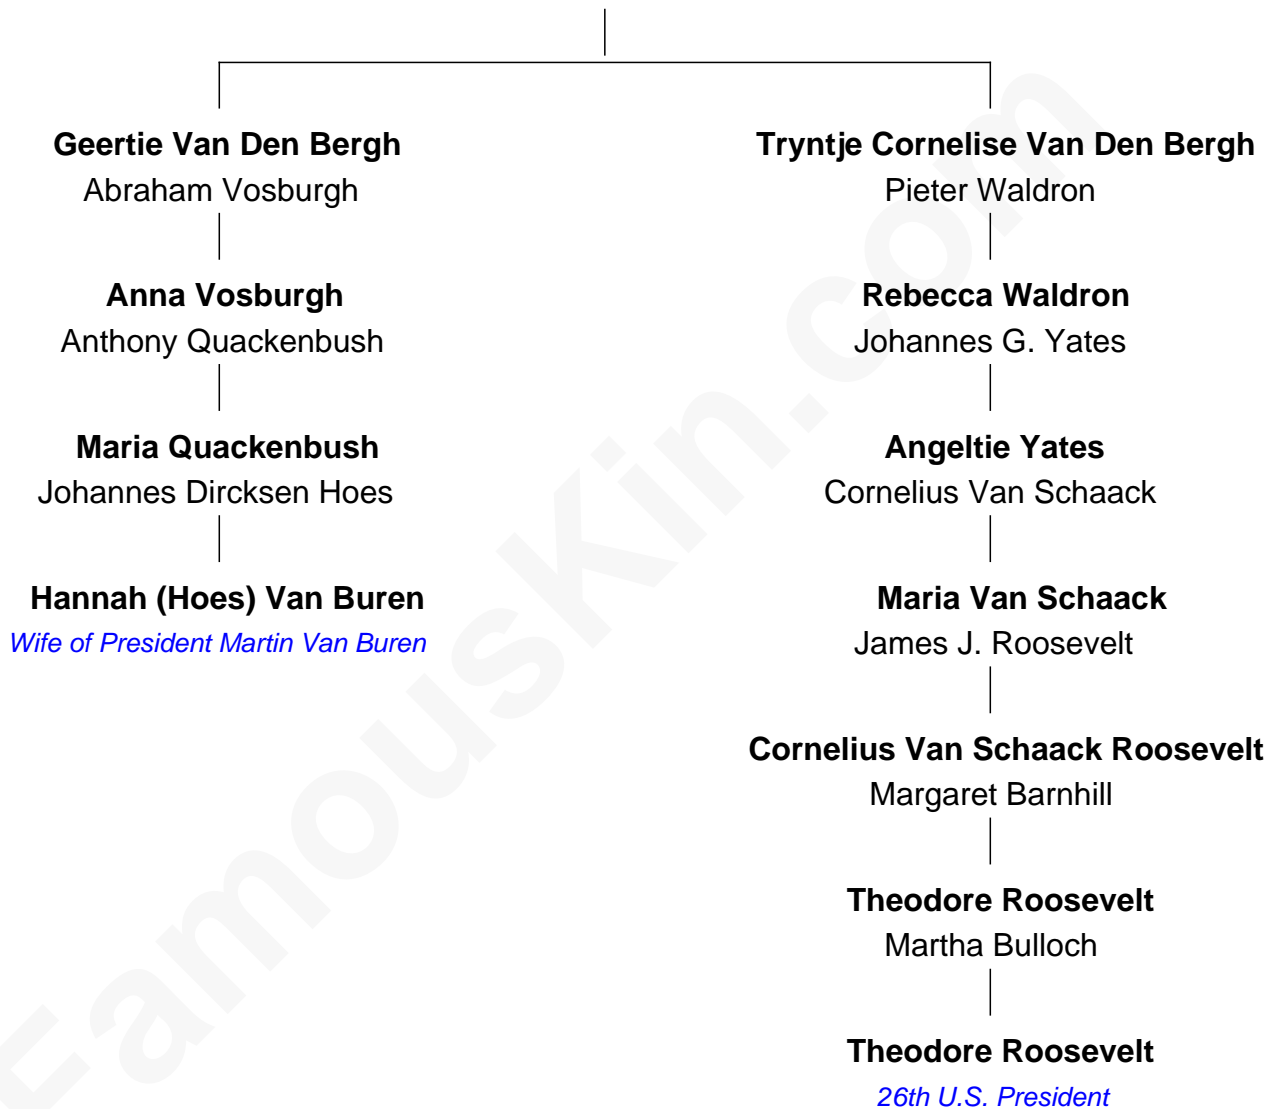 Geertie Van Den Bergh
Abraham Vosburgh
Anna Vosburgh
Anthony Quackenbush
Maria Quackenbush
Johannes Dircksen Hoes
Hannah (Hoes) Van Buren
Wife of President Martin Van Buren
Tryntje Cornelise Van Den Bergh
Pieter Waldron
Rebecca Waldron
Johannes G. Yates
Angeltie Yates
Cornelius Van Schaack
Maria Van Schaack
James J. Roosevelt
Cornelius Van Schaack Roosevelt
Margaret Barnhill
Theodore Roosevelt
Martha Bulloch
Theodore Roosevelt
26th U.S. President
FamousKin.com